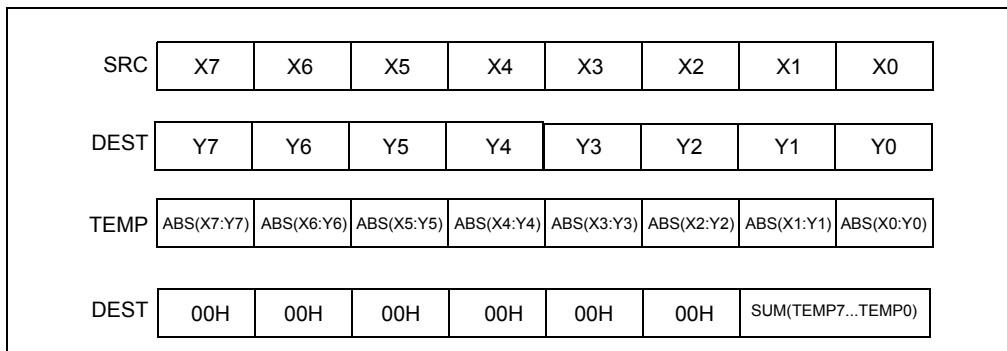 SRC X7 X6 X5 X4 X3 X2 X1 X0
DEST Y7 Y6 Y5 Y4 Y3 Y2 Y1 Y0
TEMP ABS(X7:Y7) ABS(X6:Y6) ABS(X5:Y5) ABS(X4:Y4) ABS(X3:Y3) ABS(X2:Y2) ABS(X1:Y1) ABS(X0:Y0)
DEST 00H 00H 00H 00H 00H 00H SUM(TEMP7...TEMP0)